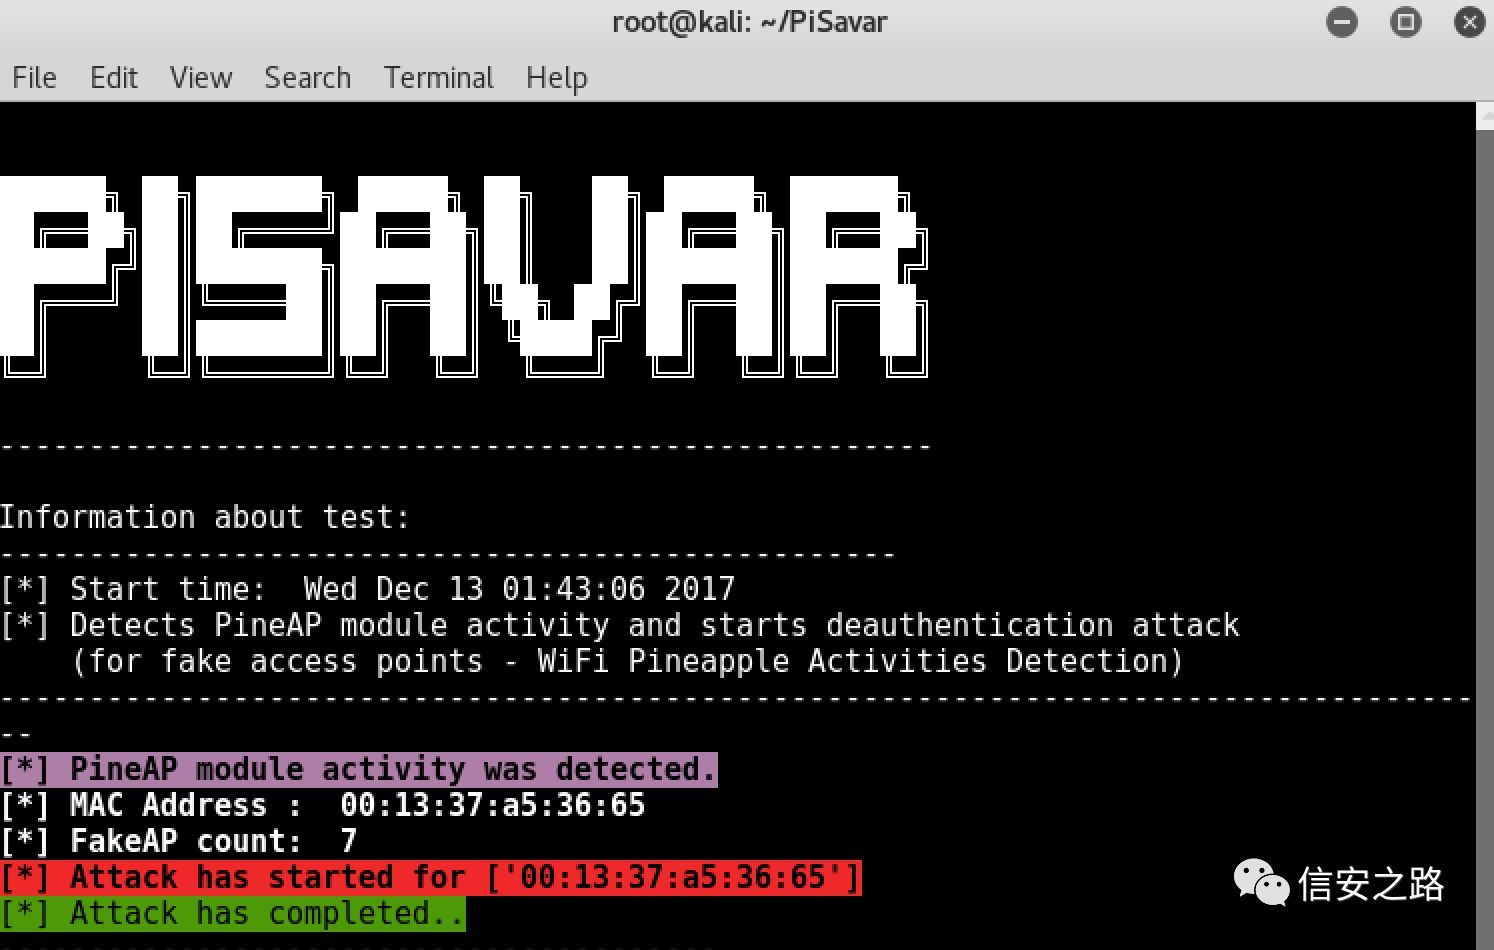 root@kali: ~/PiSavar
File Edit View Search Terminal Help
PISAVAR
----------------------------------------------------
Information about test:
--------------------------------------------------
[*] Start time:  Wed Dec 13 01:43:06 2017
[*] Detects PineAP module activity and starts deauthentication attack
    (for fake access points - WiFi Pineapple Activities Detection)
----------------------------------------------------------------------------------
--
[*] PineAP module activity was detected.
[*] MAC Address :  00:13:37:a5:36:65
[*] FakeAP count:  7
[*] Attack has started for ['00:13:37:a5:36:65']
[*] Attack has completed..
信安之路